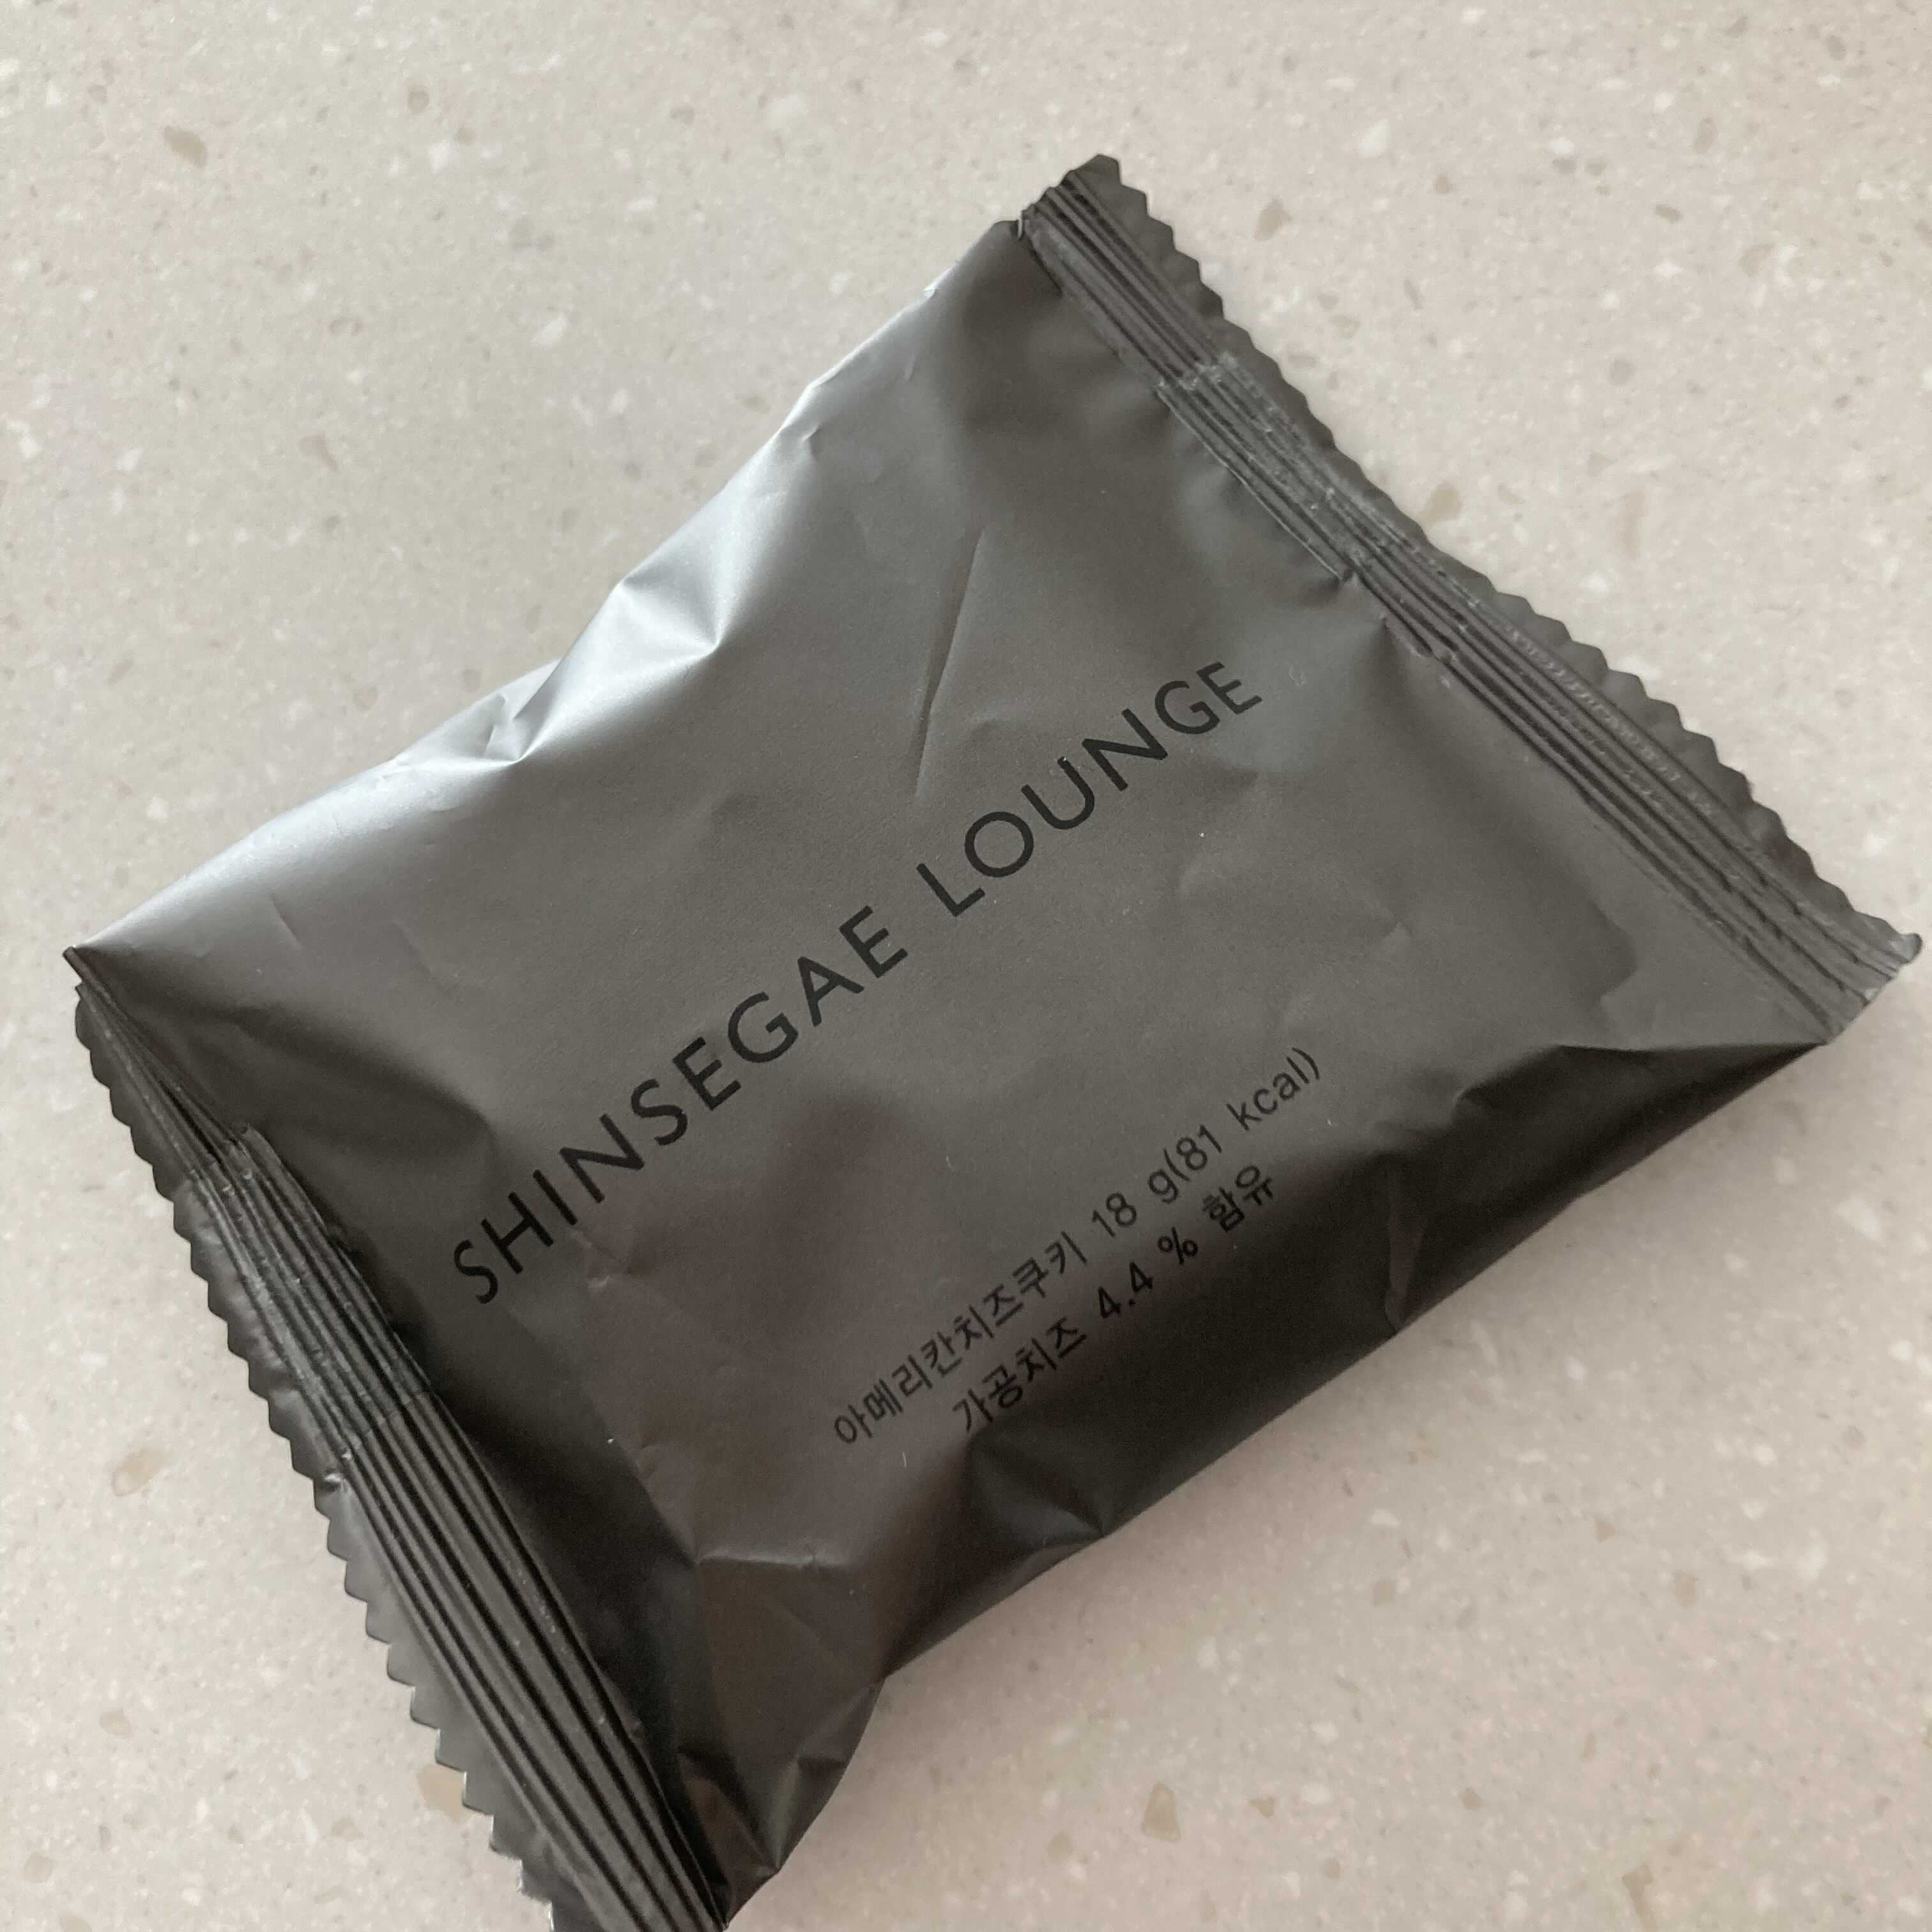 SHINSEGAE LOUNGE
아메리칸치즈쿠키 18 g(81 kcal)
가공치즈 4.4 % 함유